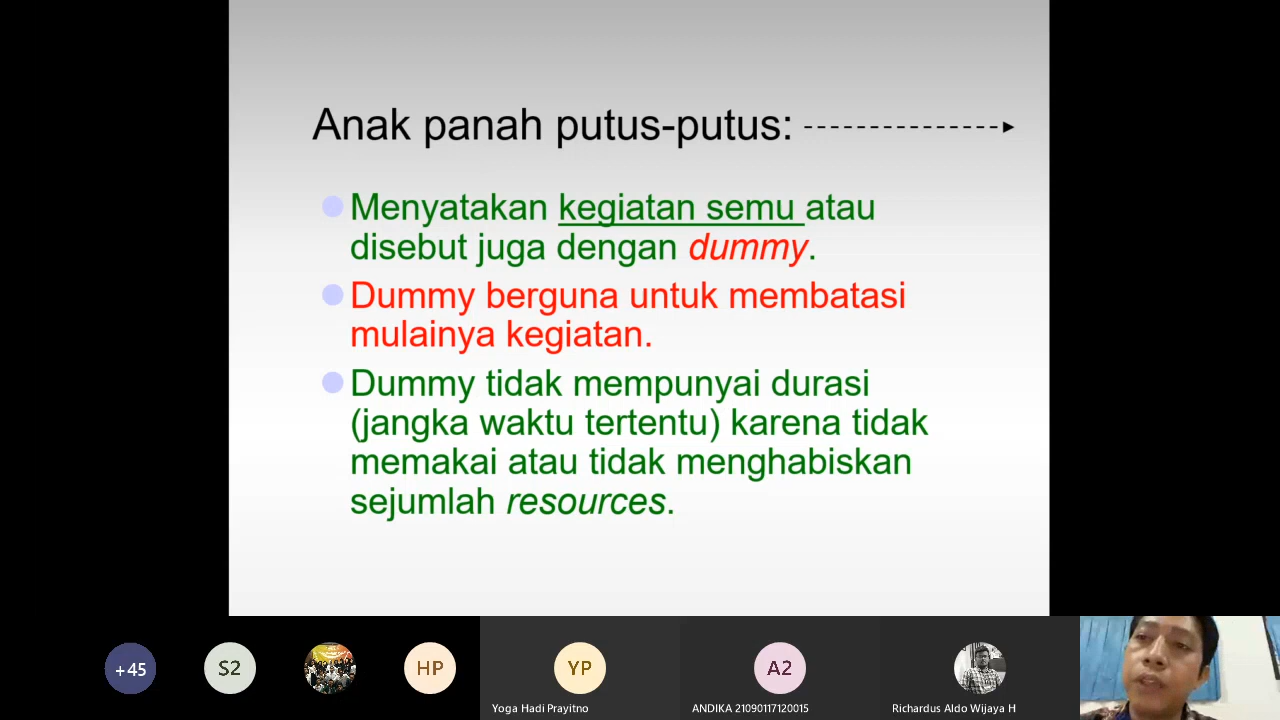 Anak panah putus-putus:
Menyatakan kegiatan semu atau
disebut juga dengan dummy.
Dummy berguna untuk membatasi
mulainya kegiatan.
Dummy tidak mempunyai durasi
(jangka waktu tertentu) karena tidak
memakai atau tidak menghabiskan
sejumlah resources.
+45
S2
HP
YP
A2
Yoga Hadi Prayitno
ANDIKA 21090117120015
Richardus Aldo Wijaya H